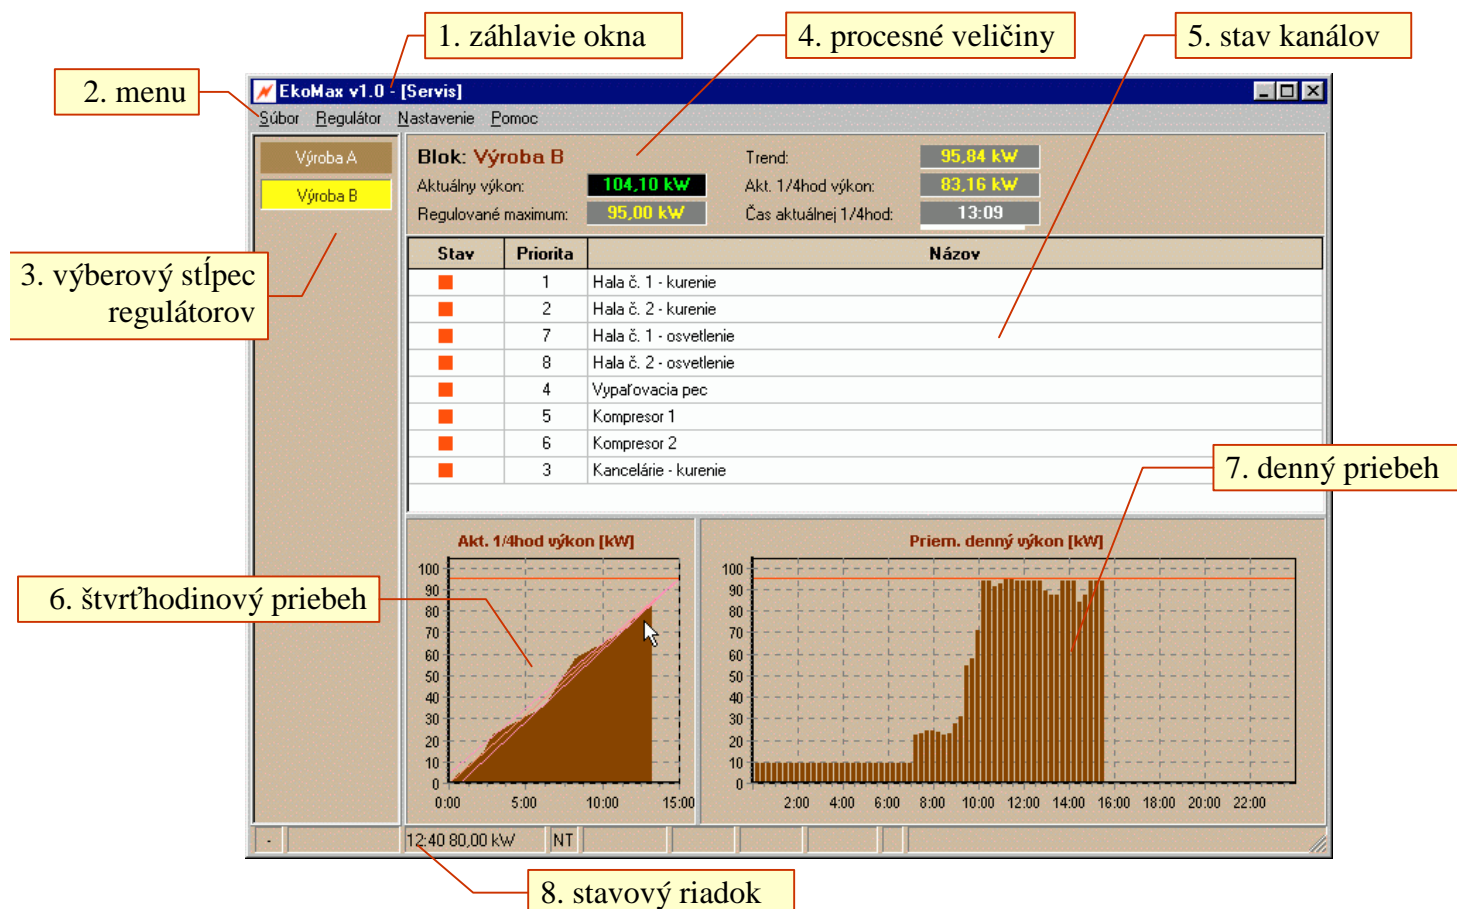 1. záhlavie okna
4. procesné veličiny
5. stav kanálov
2. menu
EkoMax v1.0 - [Servis]
Súbor Regulátor Nastavenie Pomoc
Výroba A
Výroba B
3. výberový stĺpec
regulátorov
Blok: Výroba B
Trend: 95,84 kW
Aktuálny výkon: 104,10 kW
Akt. 1/4hod výkon: 83,16 kW
Regulované maximum: 95,00 kW
Čas aktuálnej 1/4hod: 13:09
Stav Priorita Názov
1 Hala č. 1 - kurenie
2 Hala č. 2 - kurenie
7 Hala č. 1 - osvetlenie
8 Hala č. 2 - osvetlenie
4 Vypaľovacia pec
5 Kompresor 1
6 Kompresor 2
3 Kancelárie - kurenie
7. denný priebeh
6. štvrťhodinový priebeh
Akt. 1/4hod výkon [kW]
100
90
80
70
60
50
40
30
20
10
0
0:00 5:00 10:00 15:00
Priem. denný výkon [kW]
100
90
80
70
60
50
40
30
20
10
0
2:00 4:00 6:00 8:00 10:00 12:00 14:00 16:00 18:00 20:00 22:00
- 12:40 80,00 kW NT
8. stavový riadok